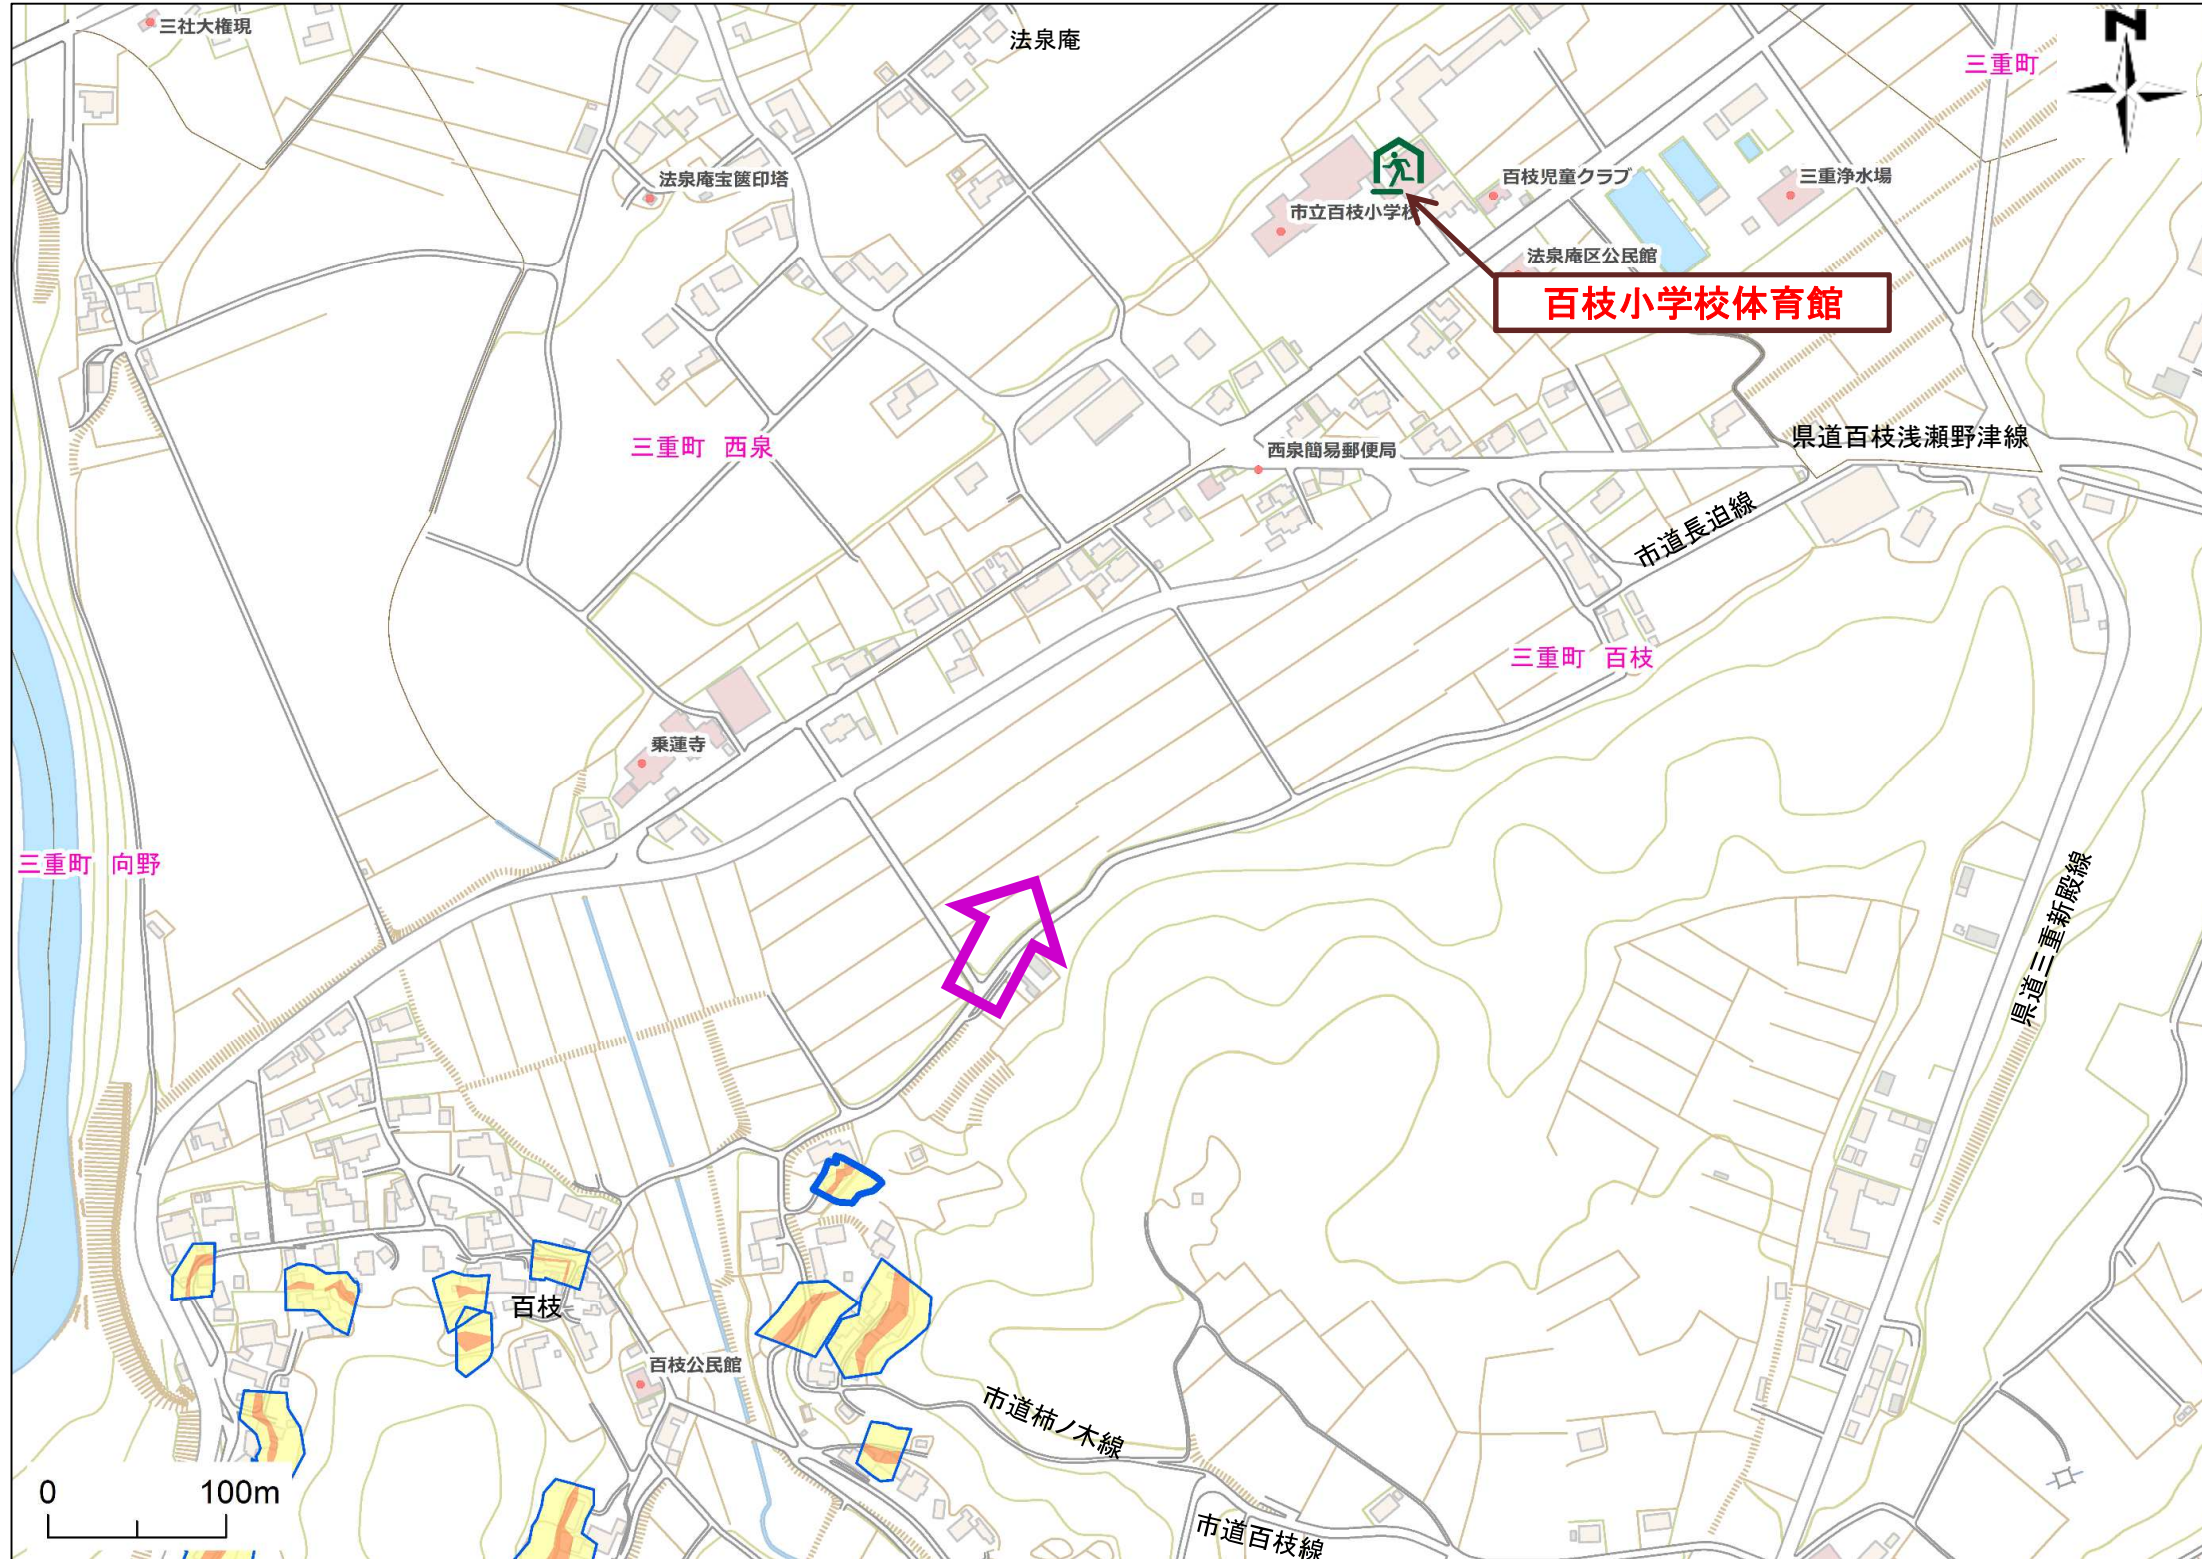 三社大権現
法泉庵
N
三重町
法泉庵宝篋印塔
百枝児童クラブ
三重浄水場
市立百枝小学校
法泉庵区公民館
百枝小学校体育館
三重町 西泉
西泉簡易郵便局
県道百枝浅瀬野津線
市道長迫線
三重町 百枝
乗蓮寺
三重町 向野
県道三重新殿線
百枝
百枝公民館
市道柿ノ木線
0 100m
市道百枝線